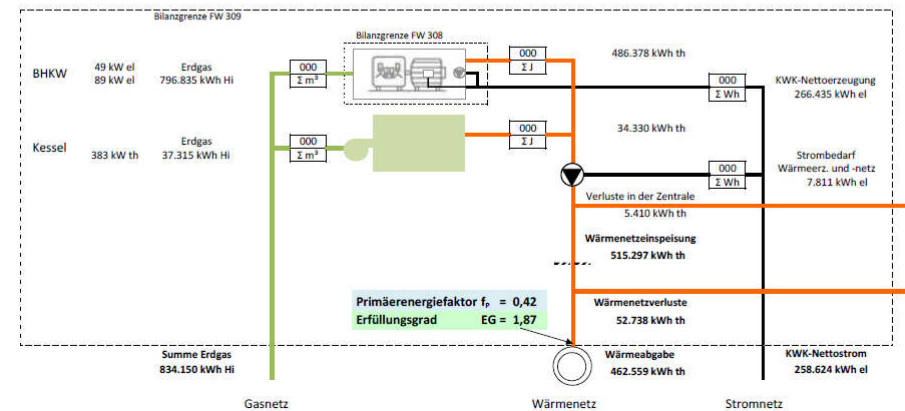 Bilanzgrenze FW 309
Bilanzgrenze FW 308
BHKW
49 kW el
89 kW el
Erdgas
796.835 kWh Hi
000
Σ m³
000
Σ J
486.378 kWh th
000
Σ Wh
KWK-Nettoerzeugung
266.435 kWh el
Kessel
383 kW th
Erdgas
37.315 kWh Hi
000
Σ m³
000
Σ J
34.330 kWh th
000
Σ Wh
Strombedarf
Wärmeerz. und -netz
7.811 kWh el
Verluste in der Zentrale
5.410 kWh th
Wärmenetzeinspeisung
515.297 kWh th
Primäerenergiefaktor fₚ = 0,42
Erfüllungsgrad EG = 1,87
Wärmenetzverluste
52.738 kWh th
Summe Erdgas
834.150 kWh Hi
Wärmeabgabe
462.559 kWh th
KWK-Nettostrom
258.624 kWh el
Gasnetz
Wärmenetz
Stromnetz